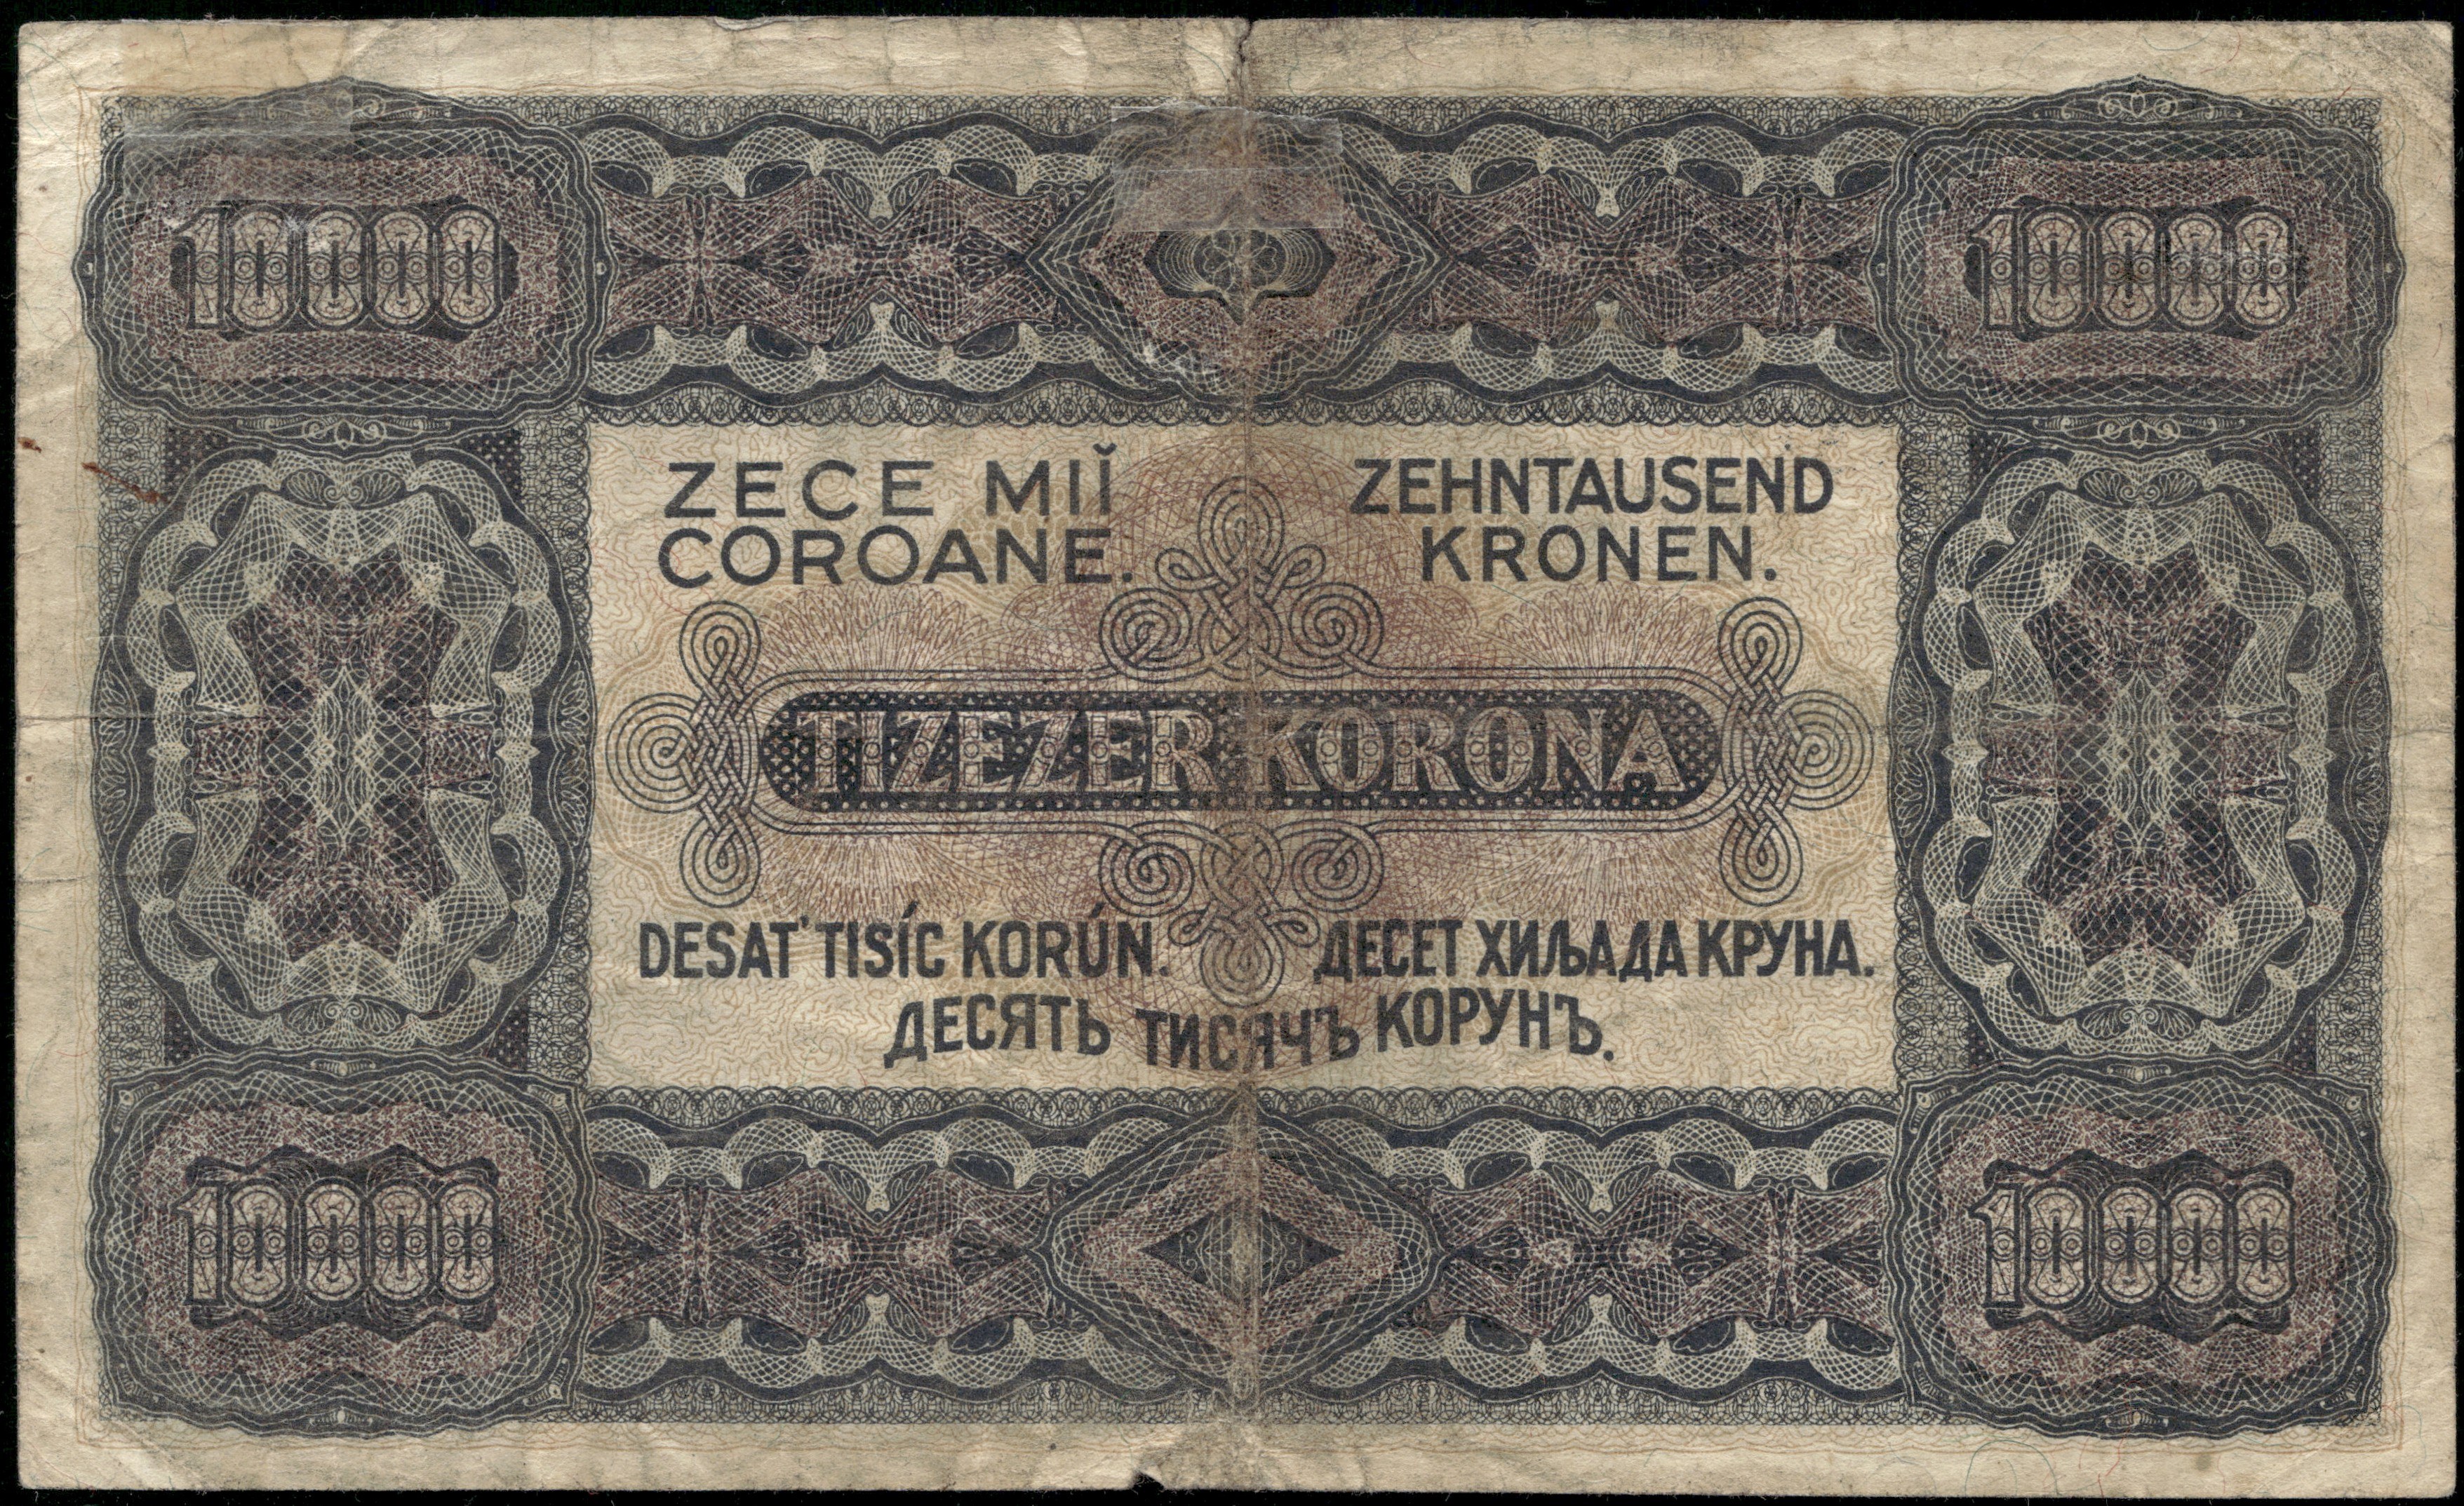 10000
10000
ZECE MIĬ
COROANE.
ZEHNTAUSEND
KRONEN.
TIZEZER KORONA
DESAT' TISÍC KORÚN.
ДЕСЕТ ХИЉАДА КРУНА.
ДЕСЯТЬ ТИСЯЧЪ КОРУНЪ.
10000
10000